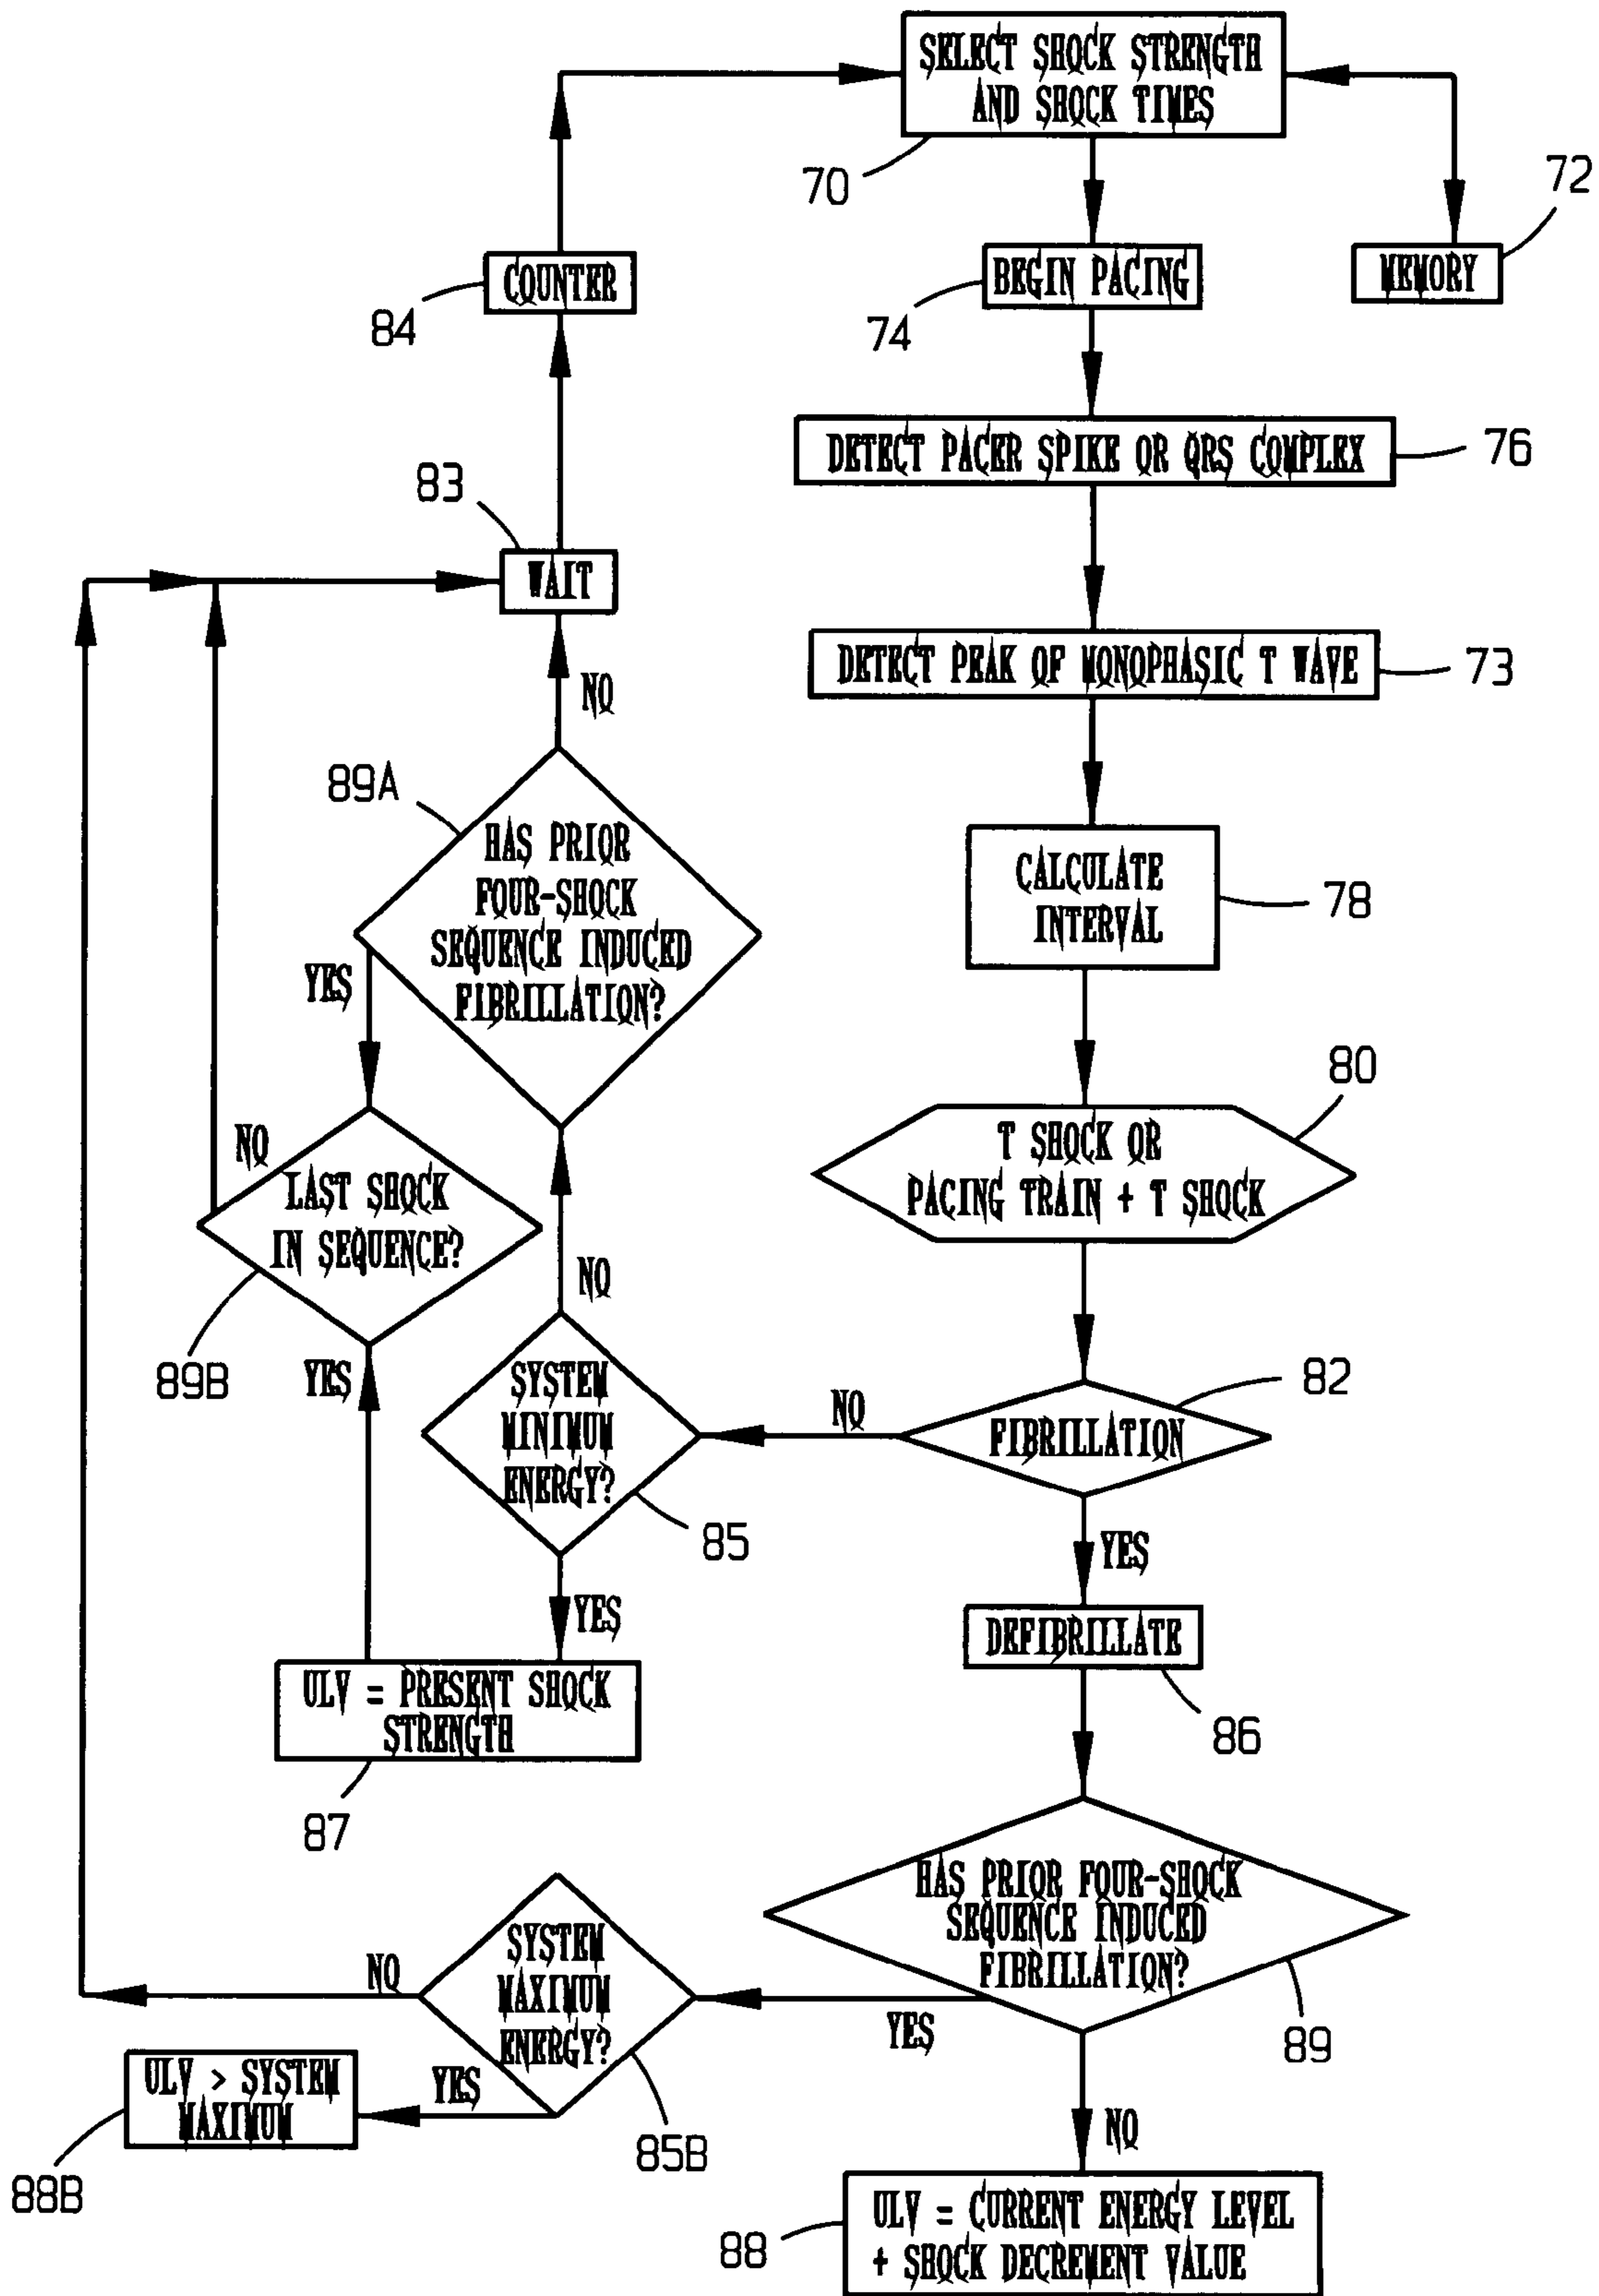 SELECT SHOCK STRENGTH
AND SHOCK TIMES
70
72
COUNTER
84
BEGIN PACING
74
MEMORY
DETECT PACER SPIKE OR QRS COMPLEX
76
83
WAIT
DETECT PEAK OF MONOPHASIC T WAVE
73
NO
89A
HAS PRIOR
FOUR-SHOCK
SEQUENCE INDUCED
FIBRILLATION?
YES
CALCULATE
INTERVAL
78
80
T SHOCK OR
PACING TRAIN + T SHOCK
NO
LAST SHOCK
IN SEQUENCE?
89B
YES
NO
SYSTEM
MINIMUM
ENERGY?
85
NO
FIBRILLATION
82
YES
YES
DEFIBRILLATE
86
ULV = PRESENT SHOCK
STRENGTH
87
HAS PRIOR FOUR-SHOCK
SEQUENCE INDUCED
FIBRILLATION?
89
YES
SYSTEM
MAXIMUM
ENERGY?
85B
NO
YES
ULV > SYSTEM
MAXIMUM
88B
NO
ULV = CURRENT ENERGY LEVEL
+ SHOCK DECREMENT VALUE
88